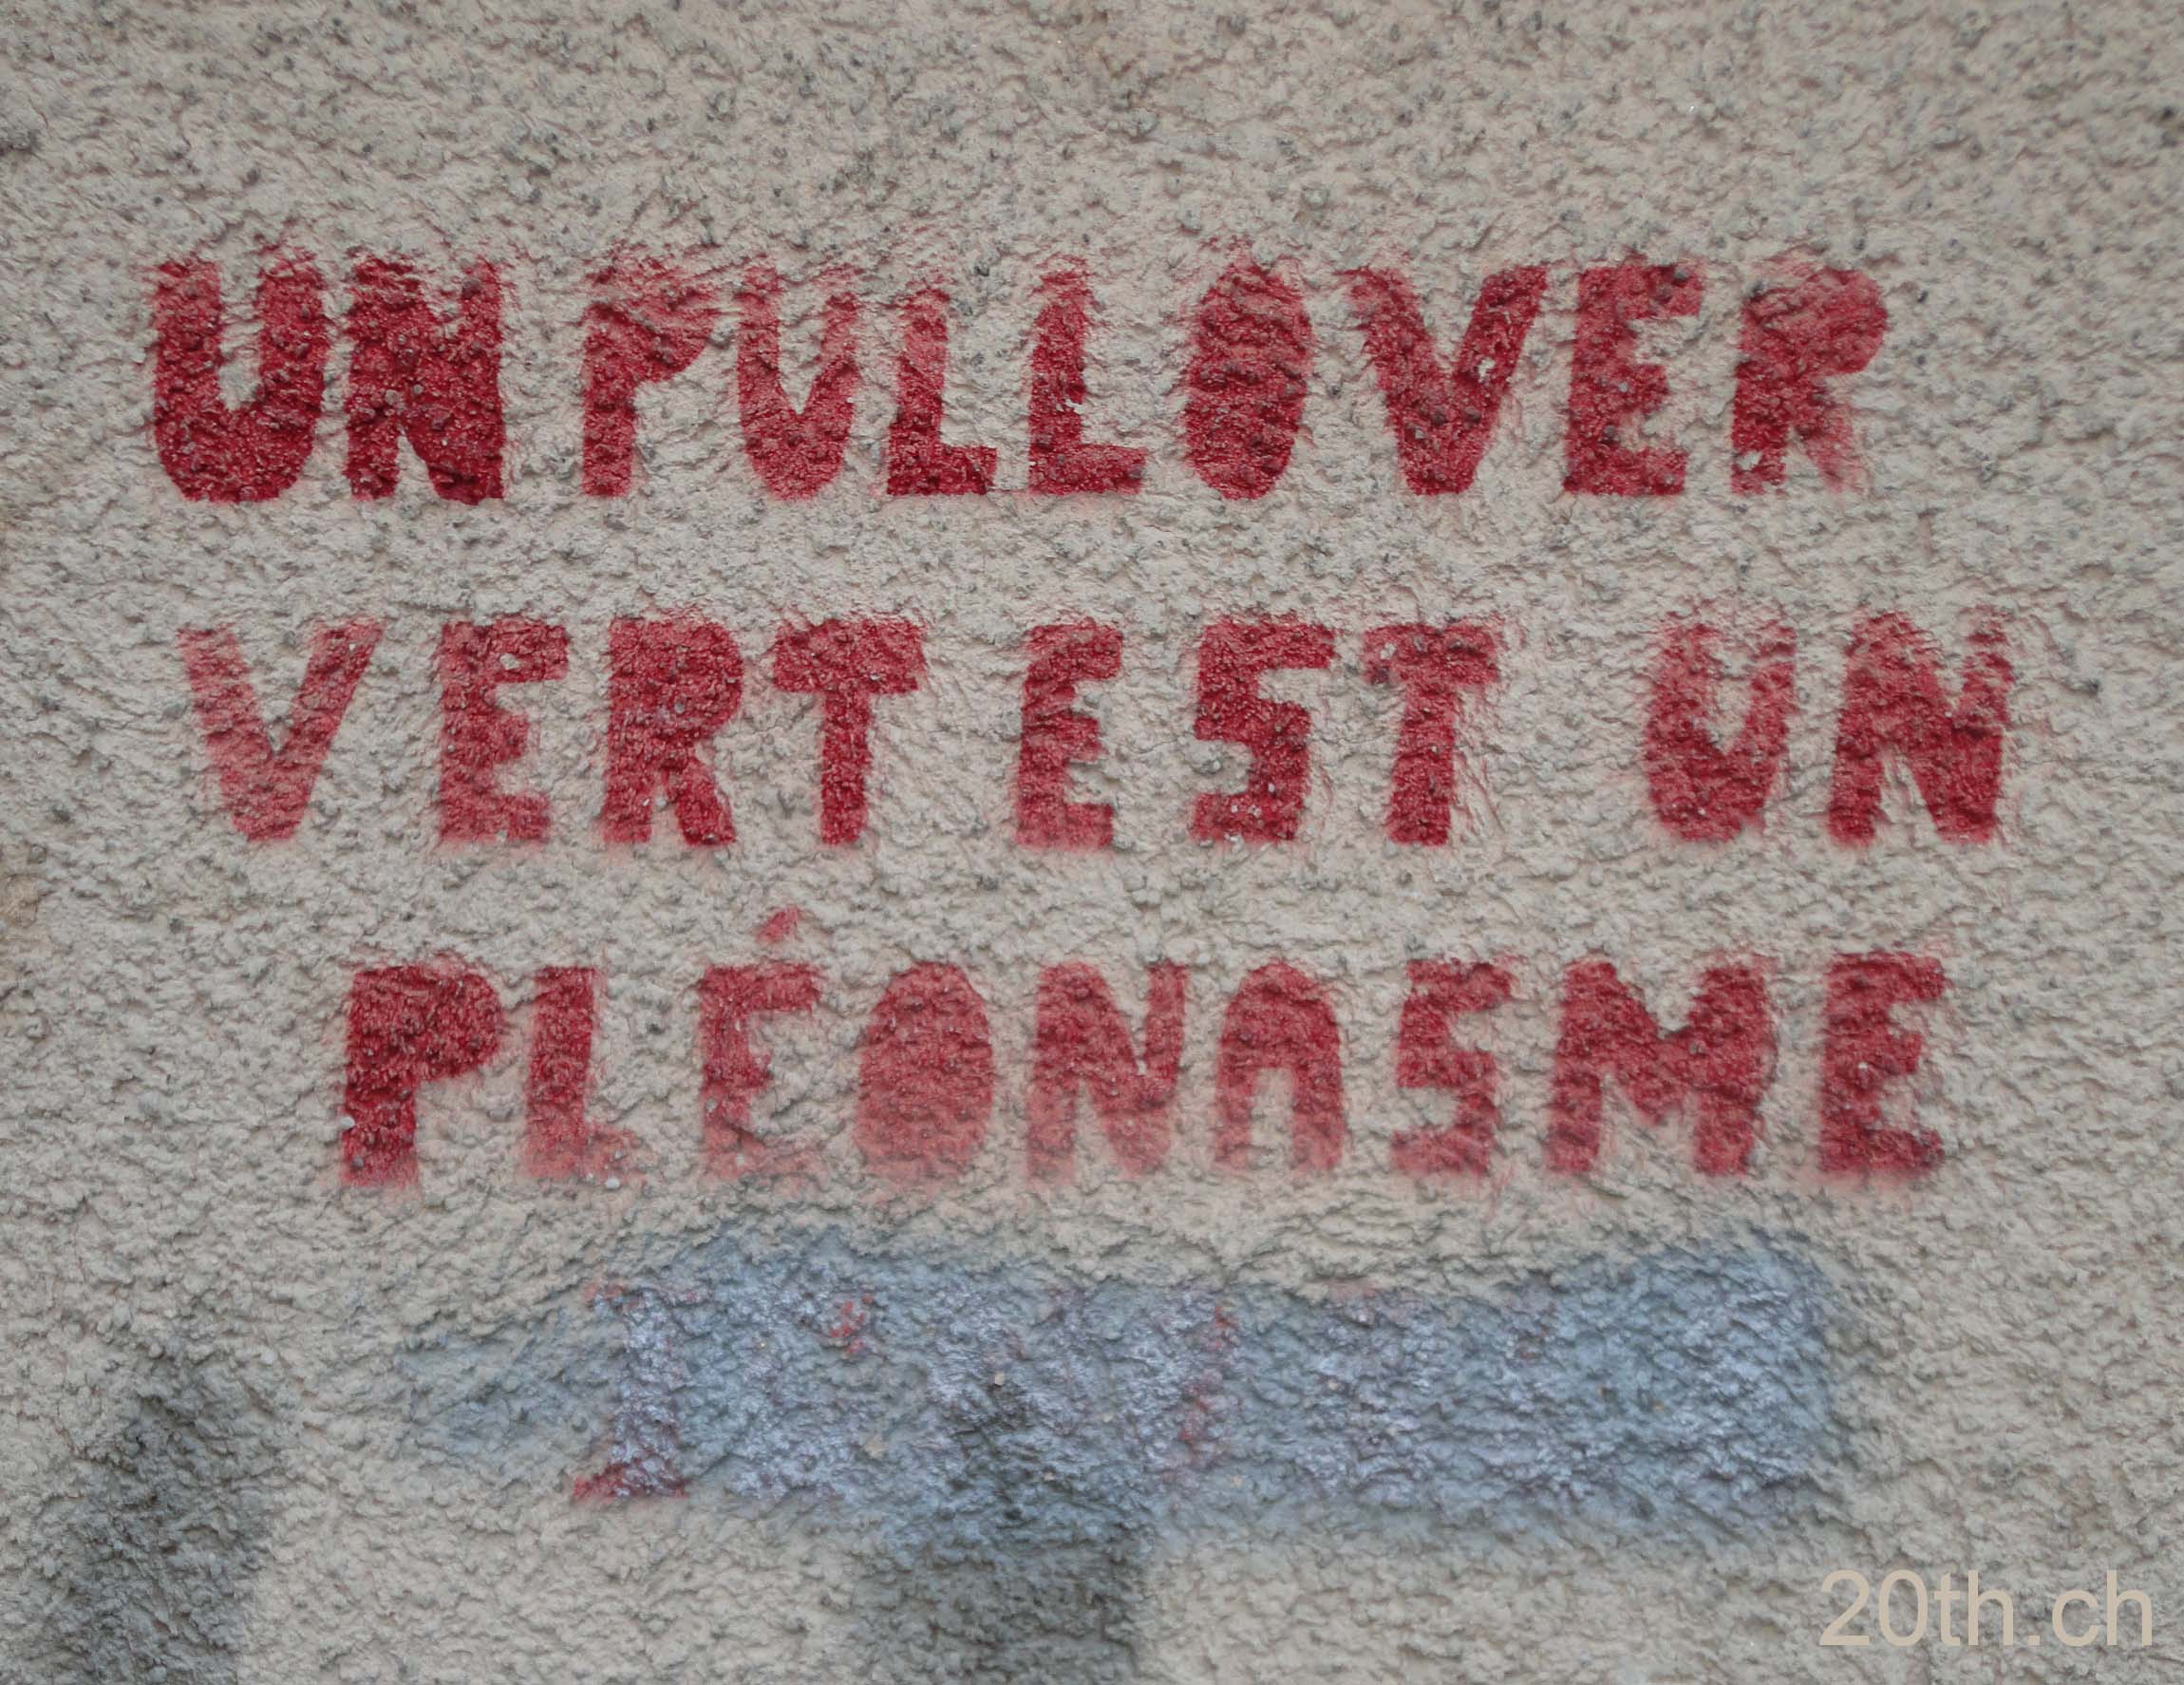 UN PULLOVER
VERT EST UN
PLÉONASME
20th.ch